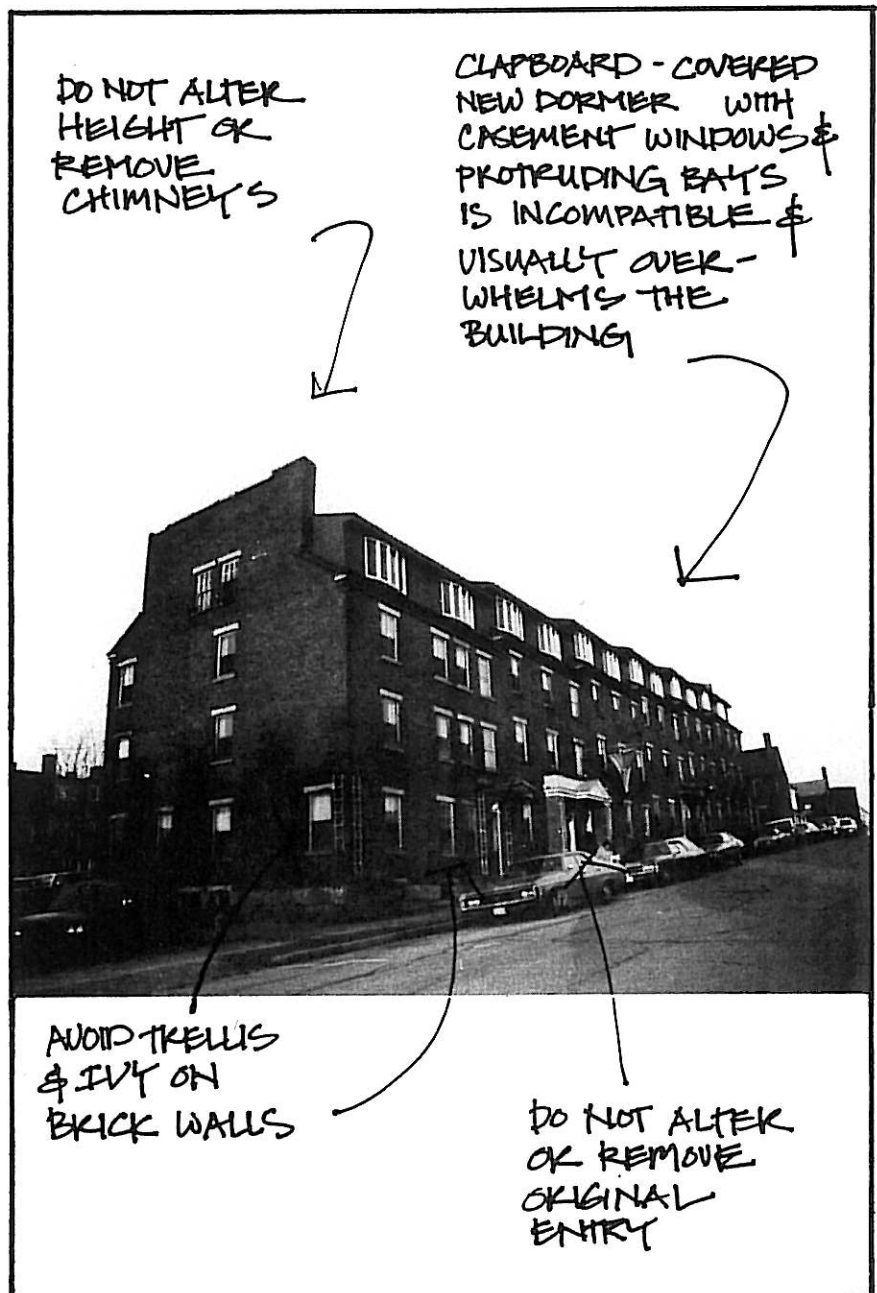 DO NOT ALTER
HEIGHT OR
REMOVE
CHIMNEYS
CLAPBOARD - COVERED
NEW DORMER WITH
CASEMENT WINDOWS &
PROTRUDING BAYS
IS INCOMPATIBLE &
VISUALLY OVER-
WHELMS THE
BUILDING
AVOID TRELLIS
& IVY ON
BRICK WALLS
DO NOT ALTER
OR REMOVE
ORIGINAL
ENTRY